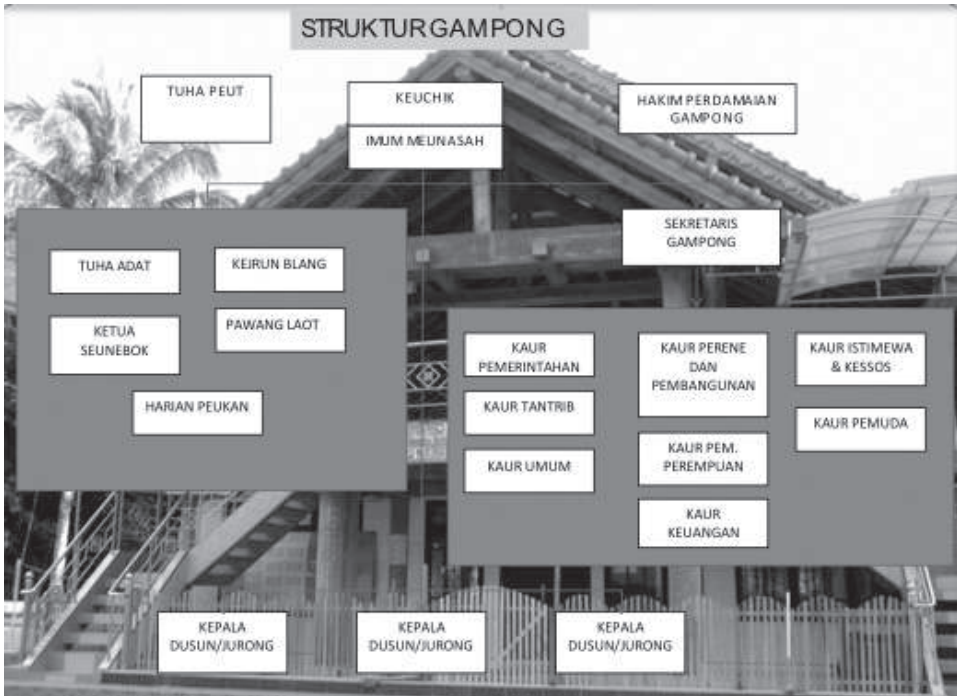 STRUKTUR GAMPONG
TUHA PEUT
KEUCHIK
IMUM MEUNASAH
HAKIM PERDAMAIAN
GAMPONG
SEKRETARIS
GAMPONG
TUHA ADAT
KEJRUN BLANG
KETUA
SEUNEBOK
PAWANG LAOT
HARIAN PEUKAN
KAUR
PEMERINTAHAN
KAUR TANTRIB
KAUR UMUM
KAUR PERENE
DAN
PEMBANGUNAN
KAUR PEM.
PEREMPUAN
KAUR
KEUANGAN
KAUR ISTIMEWA
& KESSOS
KAUR PEMUDA
KEPALA
DUSUN/JURONG
KEPALA
DUSUN/JURONG
KEPALA
DUSUN/JURONG